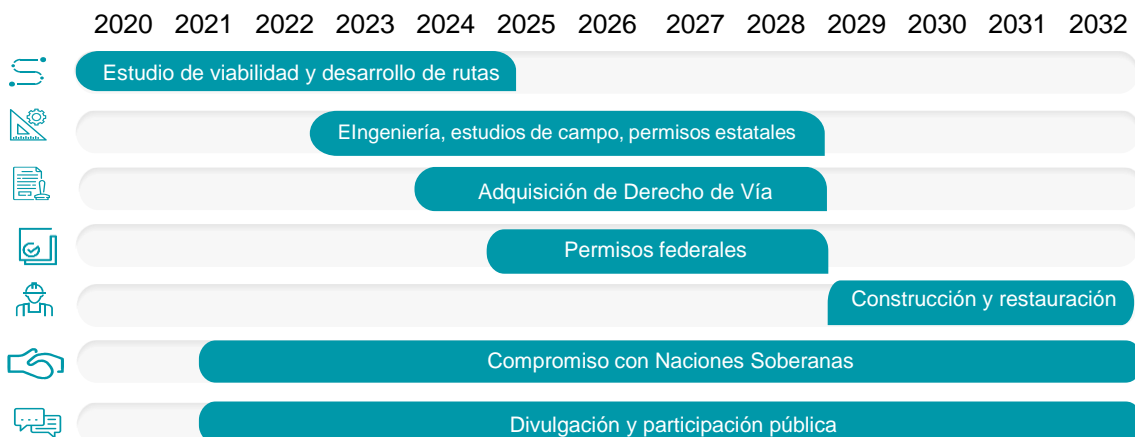 2020 2021 2022 2023 2024 2025 2026 2027 2028 2029 2030 2031 2032
Estudio de viabilidad y desarrollo de rutas
EIngeniería, estudios de campo, permisos estatales
Adquisición de Derecho de Vía
Permisos federales
Construcción y restauración
Compromiso con Naciones Soberanas
Divulgación y participación pública